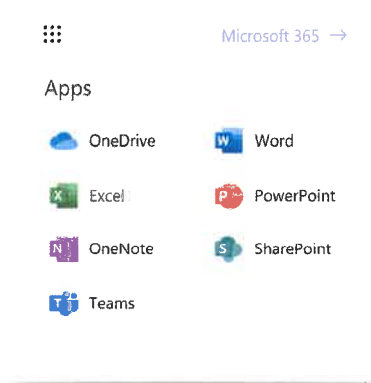 Microsoft 365 →
Apps
OneDrive
W Word
X Excel
P PowerPoint
N OneNote
S SharePoint
T Teams